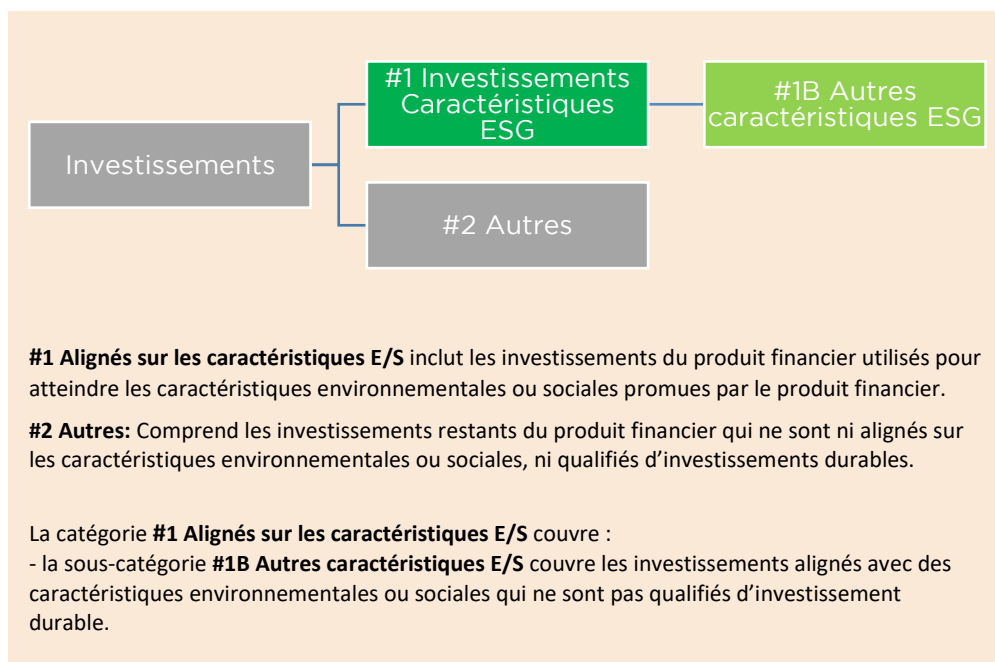 #1 Investissements
Caractéristiques
ESG
#1B Autres
caractéristiques ESG
Investissements
#2 Autres
#1 Alignés sur les caractéristiques E/S inclut les investissements du produit financier utilisés pour
atteindre les caractéristiques environnementales ou sociales promues par le produit financier.
#2 Autres: Comprend les investissements restants du produit financier qui ne sont ni alignés sur
les caractéristiques environnementales ou sociales, ni qualifiés d’investissements durables.
La catégorie #1 Alignés sur les caractéristiques E/S couvre :
- la sous-catégorie #1B Autres caractéristiques E/S couvre les investissements alignés avec des
caractéristiques environnementales ou sociales qui ne sont pas qualifiés d’investissement
durable.